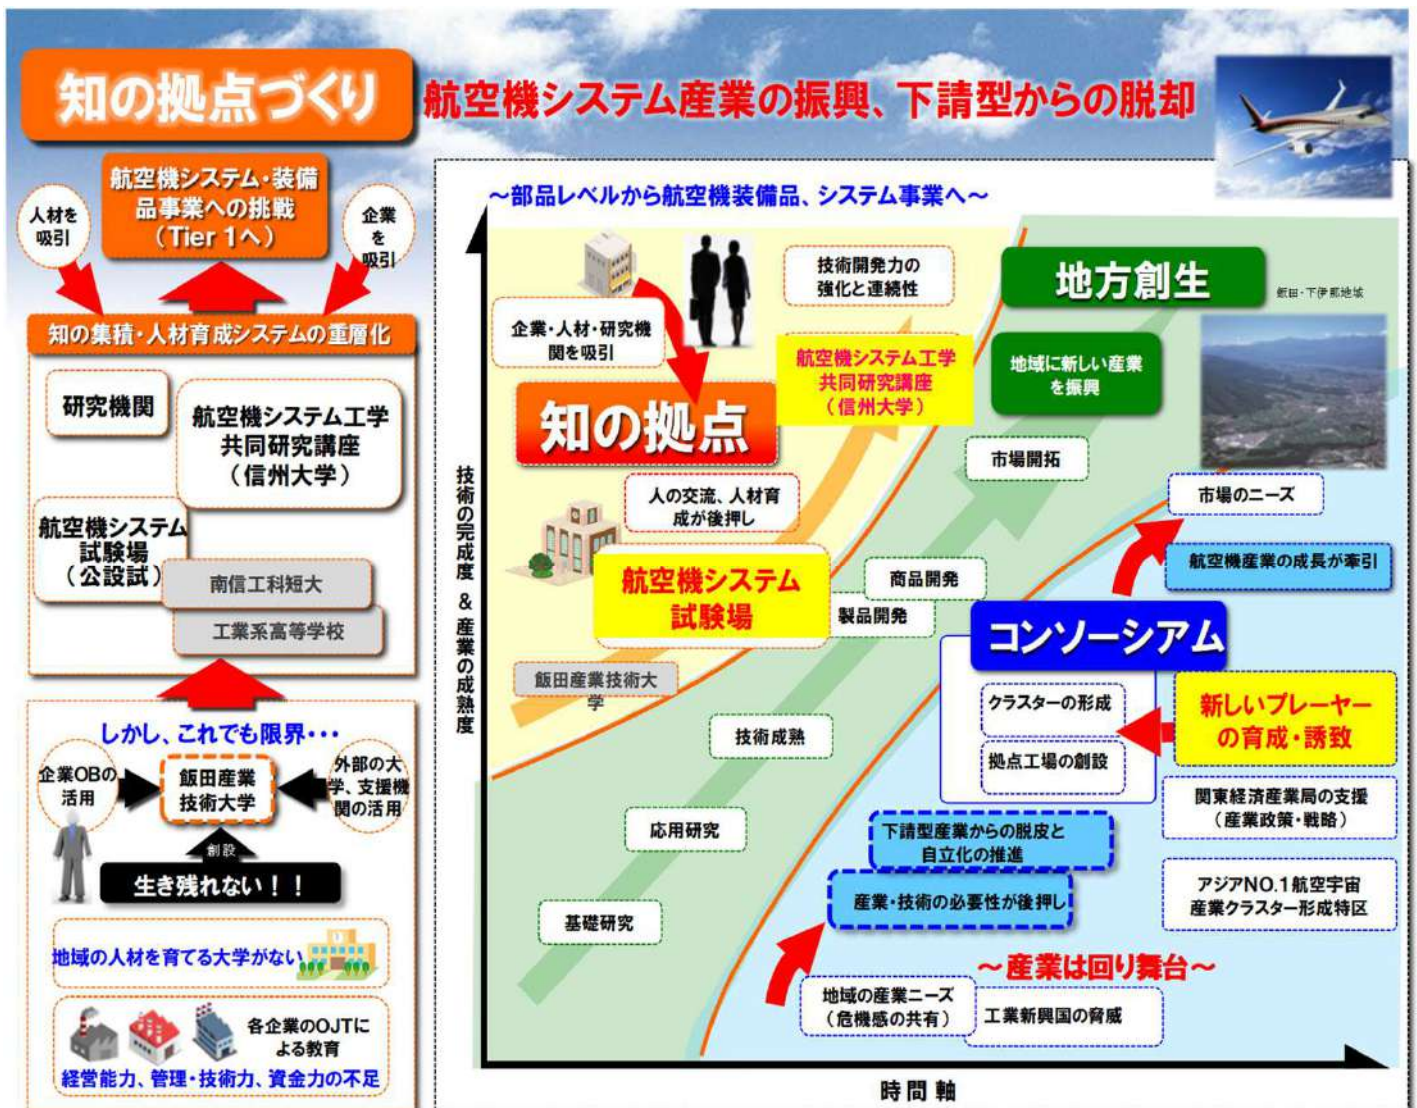 知の拠点づくり
航空機システム産業の振興、下請型からの脱却
航空機システム・装備
品事業への挑戦
（Tier 1へ）
人材を
吸引
企業
を
吸引
知の集積・人材育成システムの重層化
研究機関
航空機システム工学
共同研究講座
（信州大学）
航空機システム
試験場
（公設試）
南信工科短大
工業系高等学校
しかし、これでも限界・・・
企業OBの
活用
飯田産業
技術大学
外部の大
学、支援機
関の活用
創設
生き残れない！！
地域の人材を育てる大学がない
各企業のOJTに
よる教育
経営能力、管理・技術力、資金力の不足
～部品レベルから航空機装備品、システム事業へ～
技術の完成度 & 産業の成熟度
企業・人材・研究機
関を吸引
技術開発力の
強化と連続性
航空機システム工学
共同研究講座
（信州大学）
知の拠点
人の交流、人材育
成が後押し
航空機システム
試験場
飯田産業技術大
学
地方創生
飯田・下伊那地域
地域に新しい産業
を振興
市場開拓
商品開発
製品開発
技術成熟
応用研究
基礎研究
市場のニーズ
航空機産業の成長が牽引
コンソーシアム
クラスターの形成
拠点工場の創設
新しいプレーヤー
の育成・誘致
関東経済産業局の支援
（産業政策・戦略）
アジアNO.1航空宇宙
産業クラスター形成特区
下請型産業からの脱皮と
自立化の推進
産業・技術の必要性が後押し
～産業は回り舞台～
地域の産業ニーズ
（危機感の共有）
工業新興国の脅威
時間軸